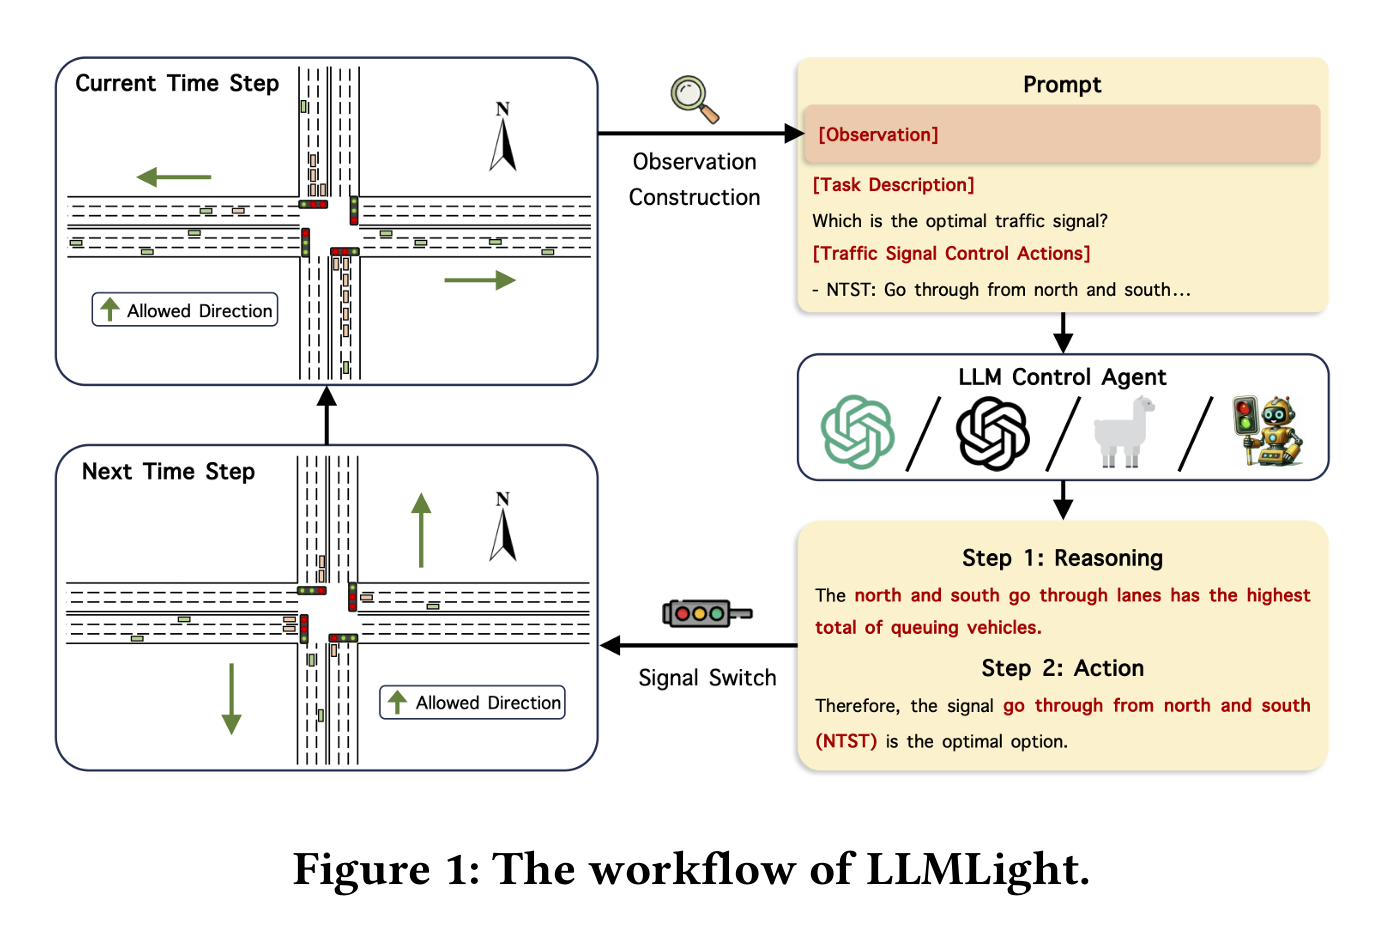 Current Time Step
N
Allowed Direction
Observation
Construction
Prompt
[Observation]
[Task Description]
Which is the optimal traffic signal?
[Traffic Signal Control Actions]
- NTST: Go through from north and south...
LLM Control Agent
Step 1: Reasoning
The north and south go through lanes has the highest
total of queuing vehicles.
Step 2: Action
Therefore, the signal go through from north and south
(NTST) is the optimal option.
Signal Switch
Next Time Step
N
Allowed Direction
Figure 1: The workflow of LLMLight.